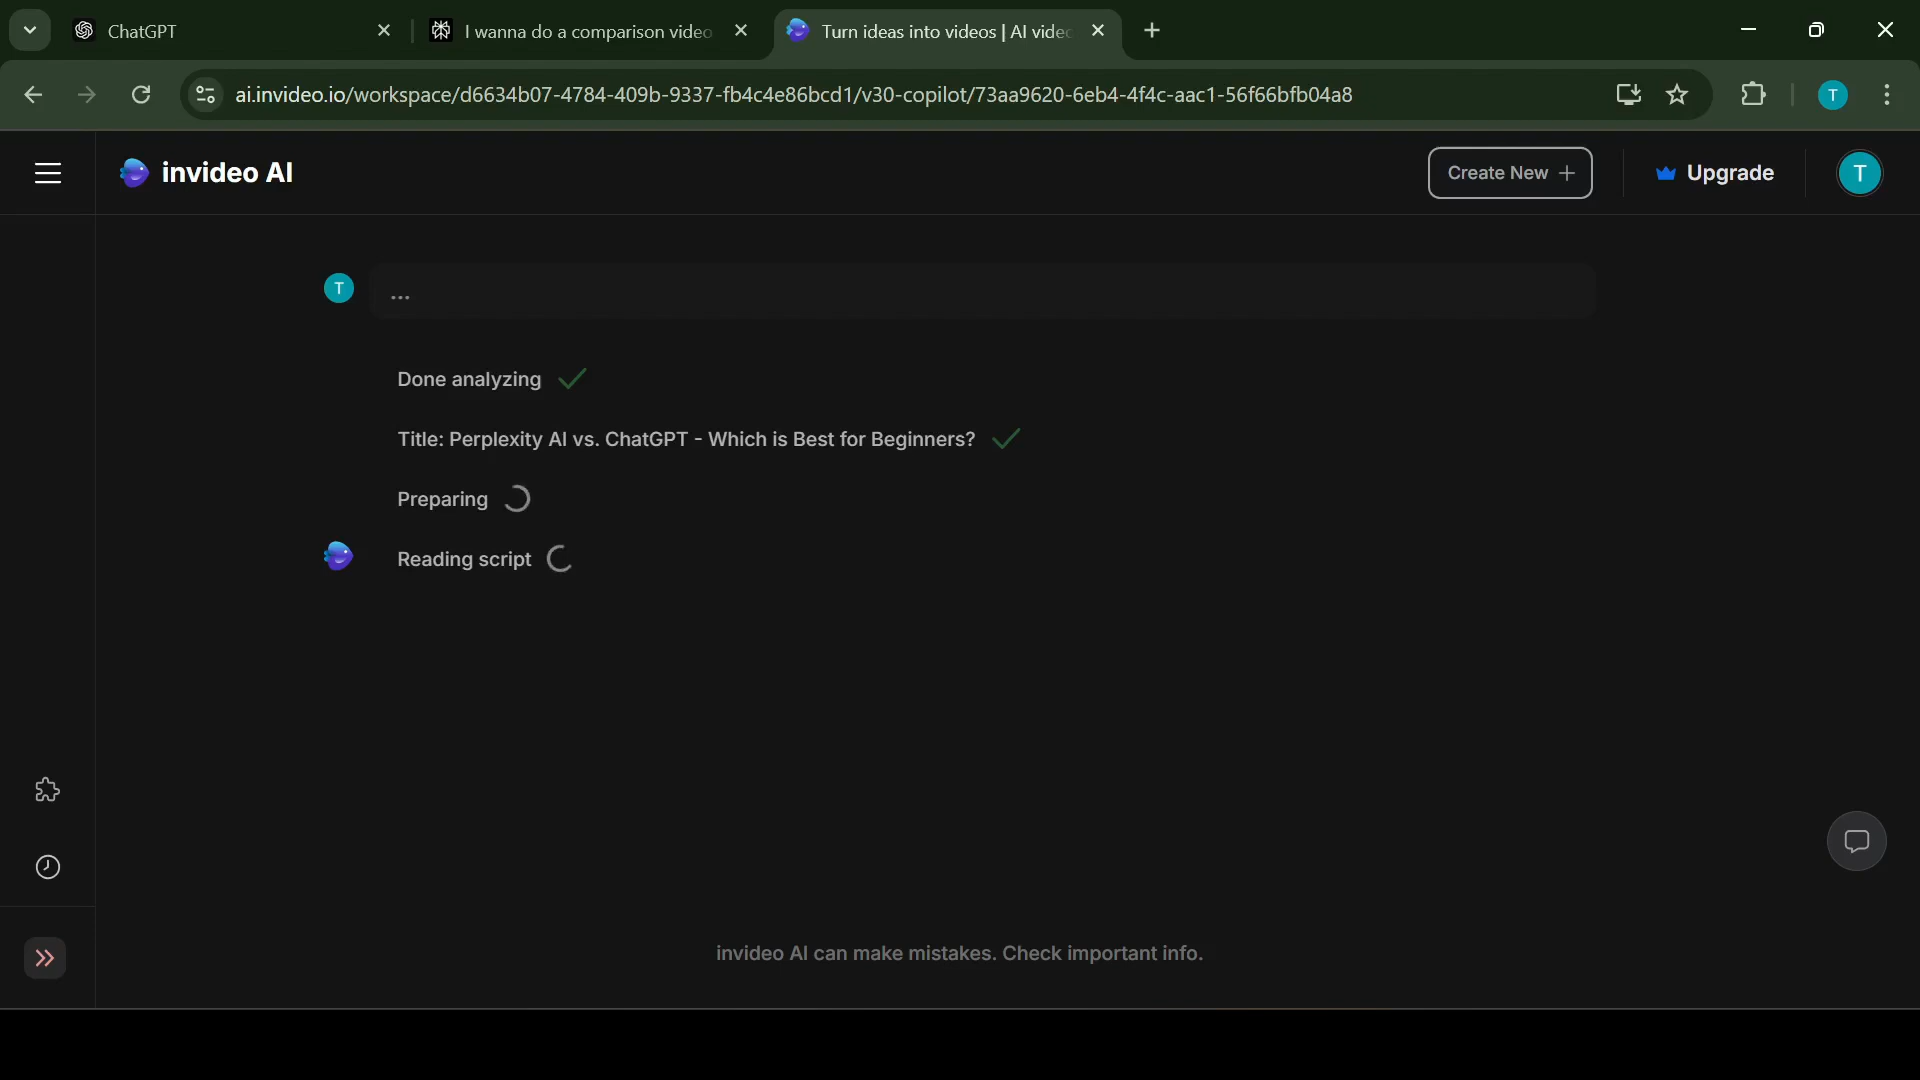 ChatGPT
I wanna do a comparison video
Turn ideas into videos | AI vide
ai.invideo.io/workspace/d6634b07-4784-409b-9337-fb4c4e86bcd1/v30-copilot/73aa9620-6eb4-4f4c-aac1-56f66bfb04a8
T
invideo AI
Create New +
Upgrade
T
T
...
Done analyzing
Title: Perplexity AI vs. ChatGPT - Which is Best for Beginners?
Preparing
Reading script
invideo AI can make mistakes. Check important info.